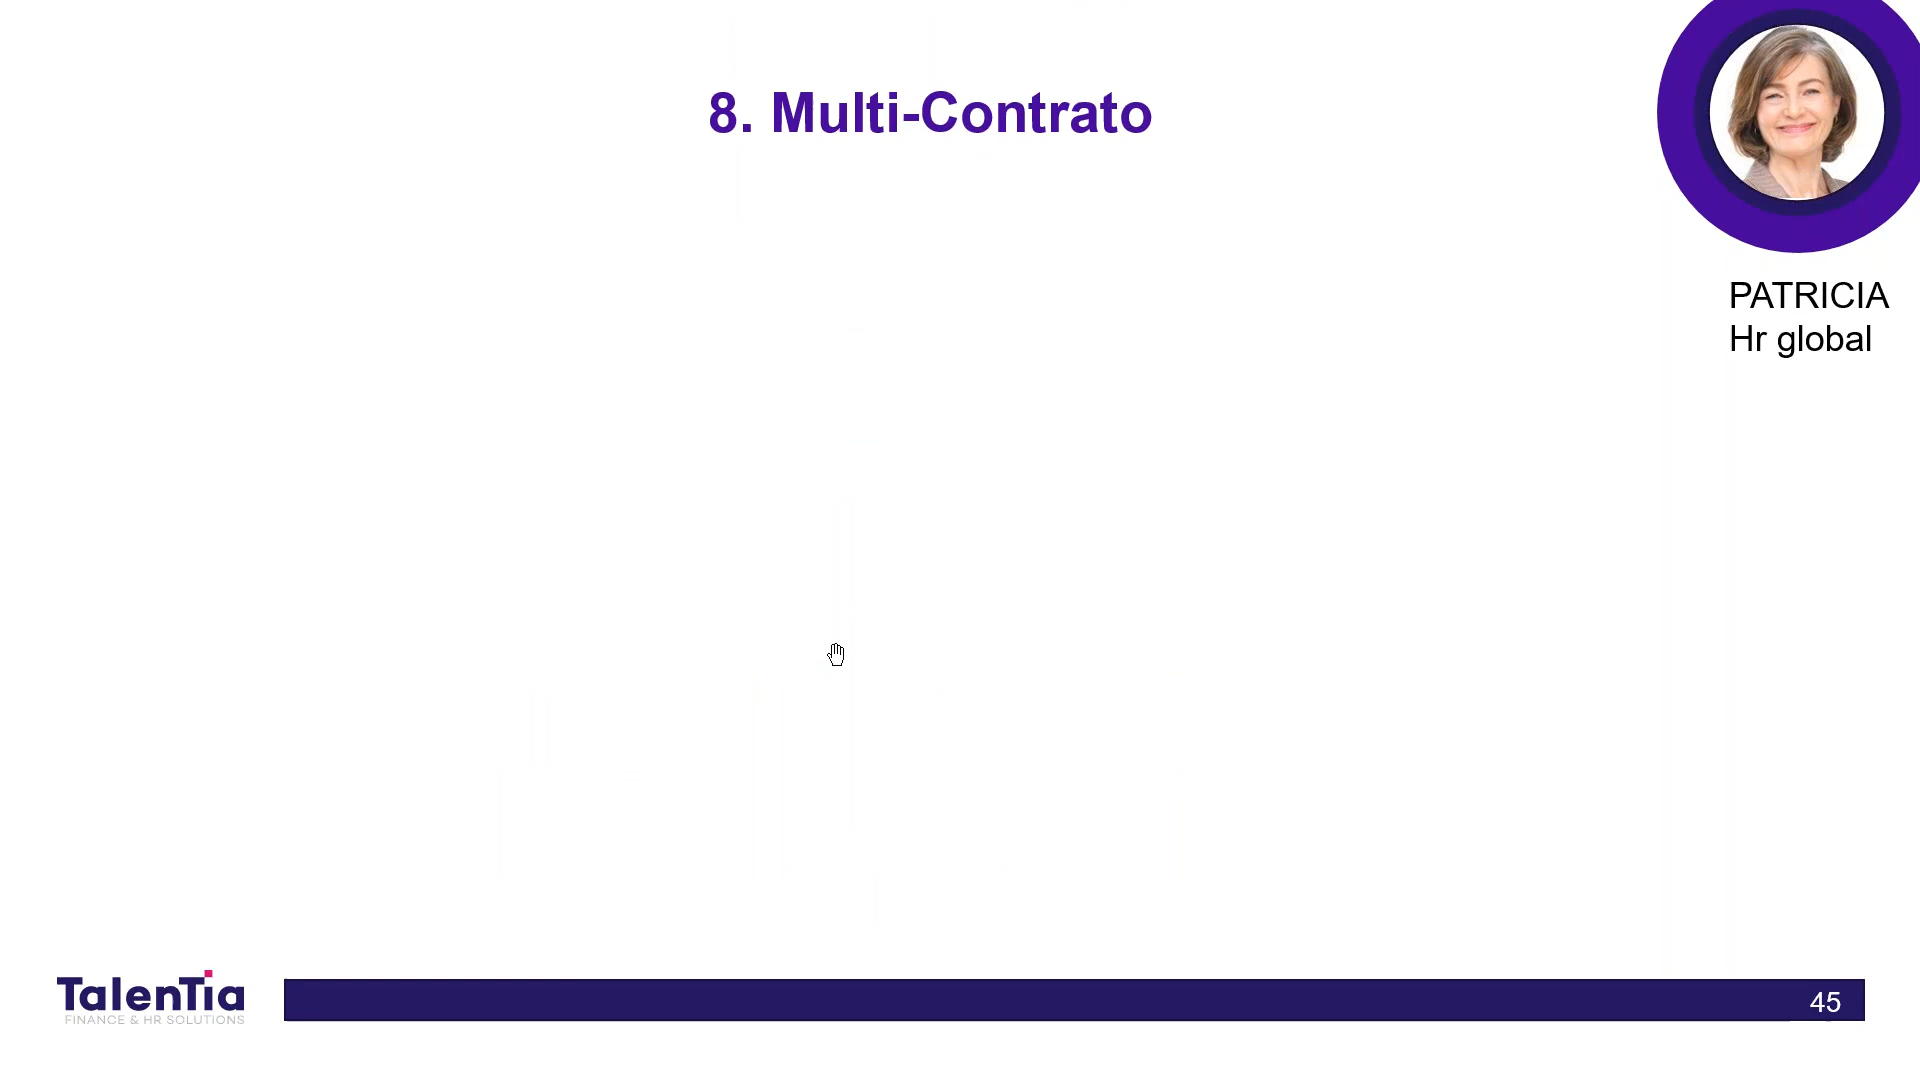 8. Multi-Contrato
PATRICIA
Hr global
TalenTia
FINANCE & HR SOLUTIONS
45